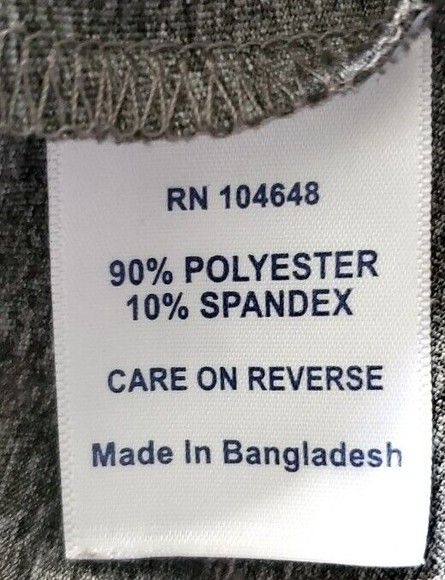 RN 104648
90% POLYESTER
10% SPANDEX
CARE ON REVERSE
Made In Bangladesh